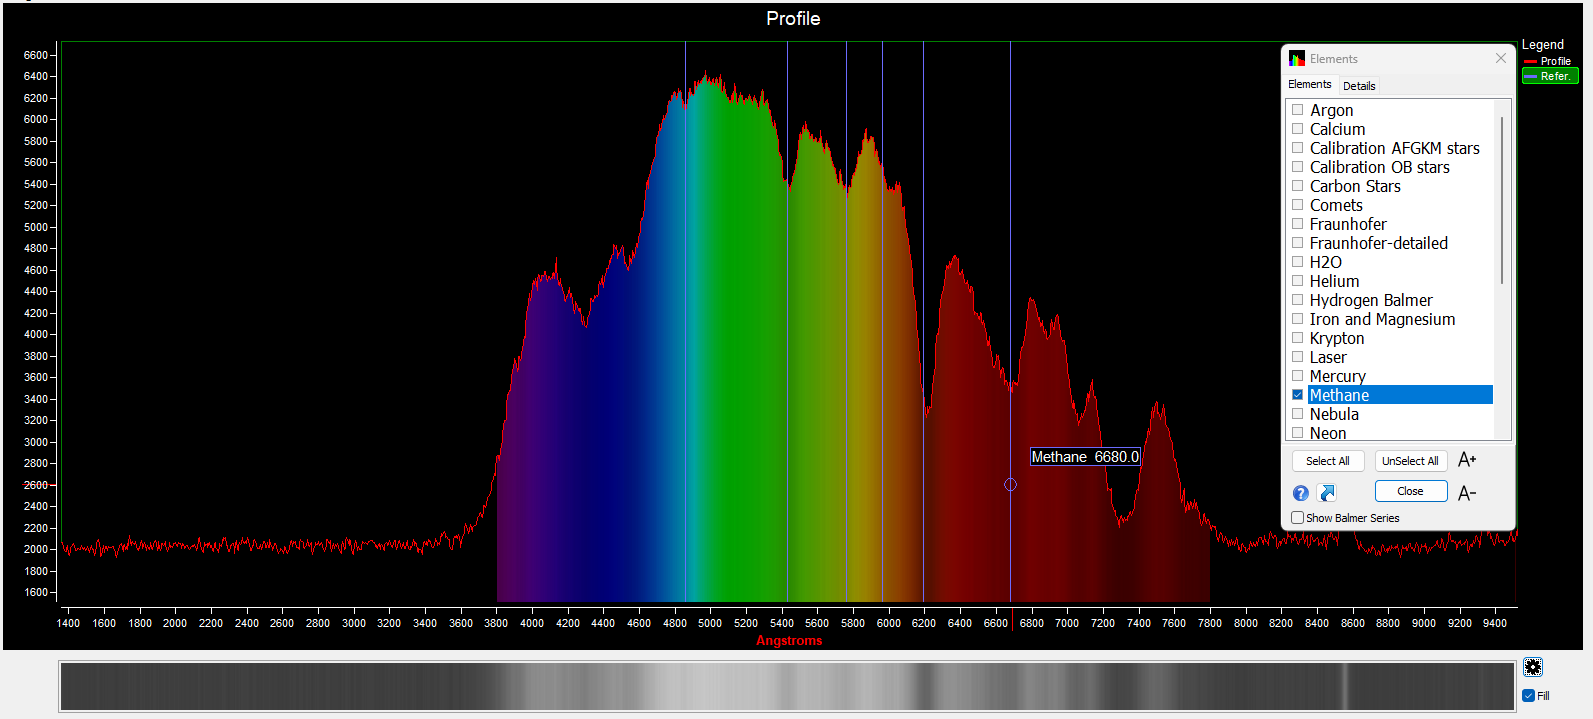 Profile
6600
6400
6200
6000
5800
5600
5400
5200
5000
4800
4600
4400
4200
4000
3800
3600
3400
3200
3000
2800
2600
2400
2200
2000
1800
1600
1400 1600 1800 2000 2200 2400 2600 2800 3000 3200 3400 3600 3800 4000 4200 4400 4600 4800 5000 5200 5400 5600 5800 6000 6200 6400 6600 6800 7000 7200 7400 7600 7800 8000 8200 8400 8600 8800 9000 9200 9400
Angstroms
Methane 6680.0
Legend
Profile
Refer.
Elements
Elements Details
Argon
Calcium
Calibration AFGKM stars
Calibration OB stars
Carbon Stars
Comets
Fraunhofer
Fraunhofer-detailed
H2O
Helium
Hydrogen Balmer
Iron and Magnesium
Krypton
Laser
Mercury
Methane
Nebula
Neon
Select All UnSelect All A+
? Close A-
Show Balmer Series
Fill